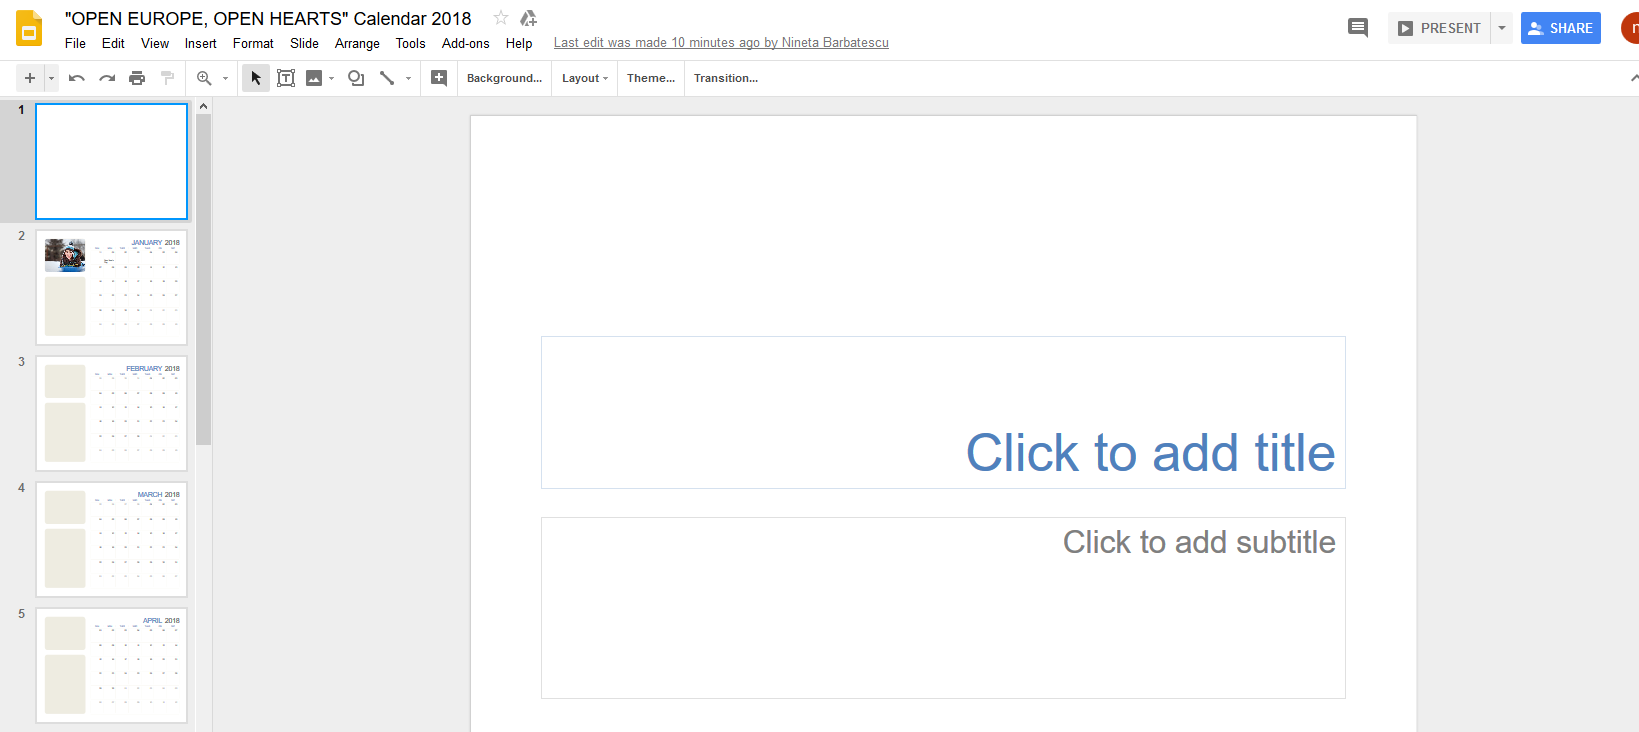 "OPEN EUROPE, OPEN HEARTS" Calendar 2018
File Edit View Insert Format Slide Arrange Tools Add-ons Help Last edit was made 10 minutes ago by Nineta Barbatescu
PRESENT
SHARE
n
Background... Layout Theme... Transition...
1
2
JANUARY 2018
3
FEBRUARY 2018
4
MARCH 2018
5
APRIL 2018
Click to add title
Click to add subtitle